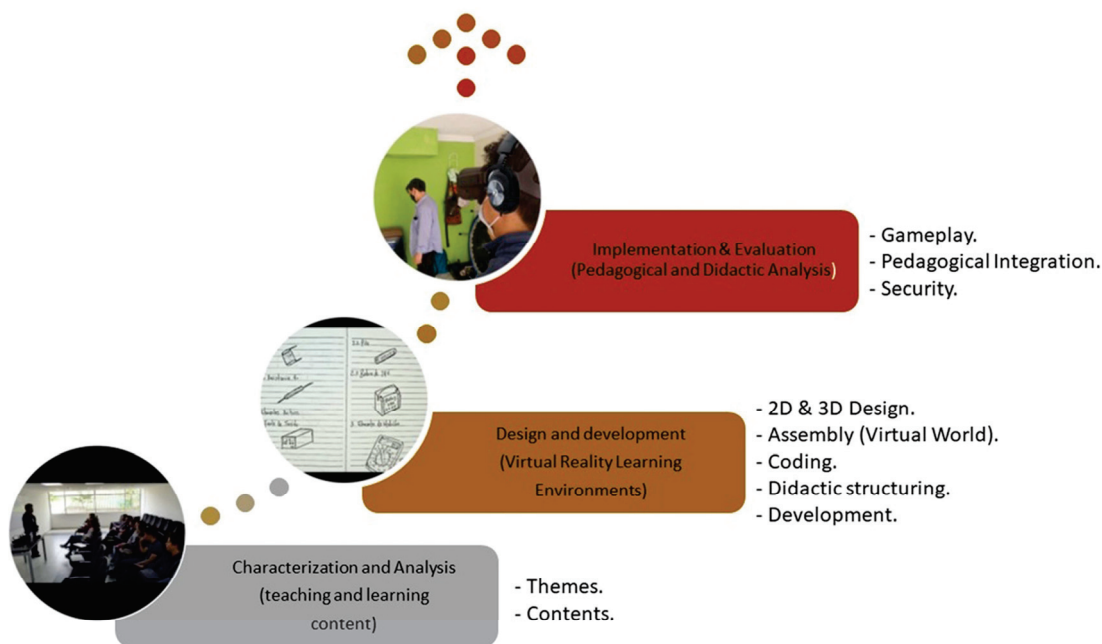 Implementation & Evaluation
(Pedagogical and Didactic Analysis)
- Gameplay.
- Pedagogical Integration.
- Security.
Design and development
(Virtual Reality Learning
Environments)
- 2D & 3D Design.
- Assembly (Virtual World).
- Coding.
- Didactic structuring.
- Development.
Characterization and Analysis
(teaching and learning
content)
- Themes.
- Contents.